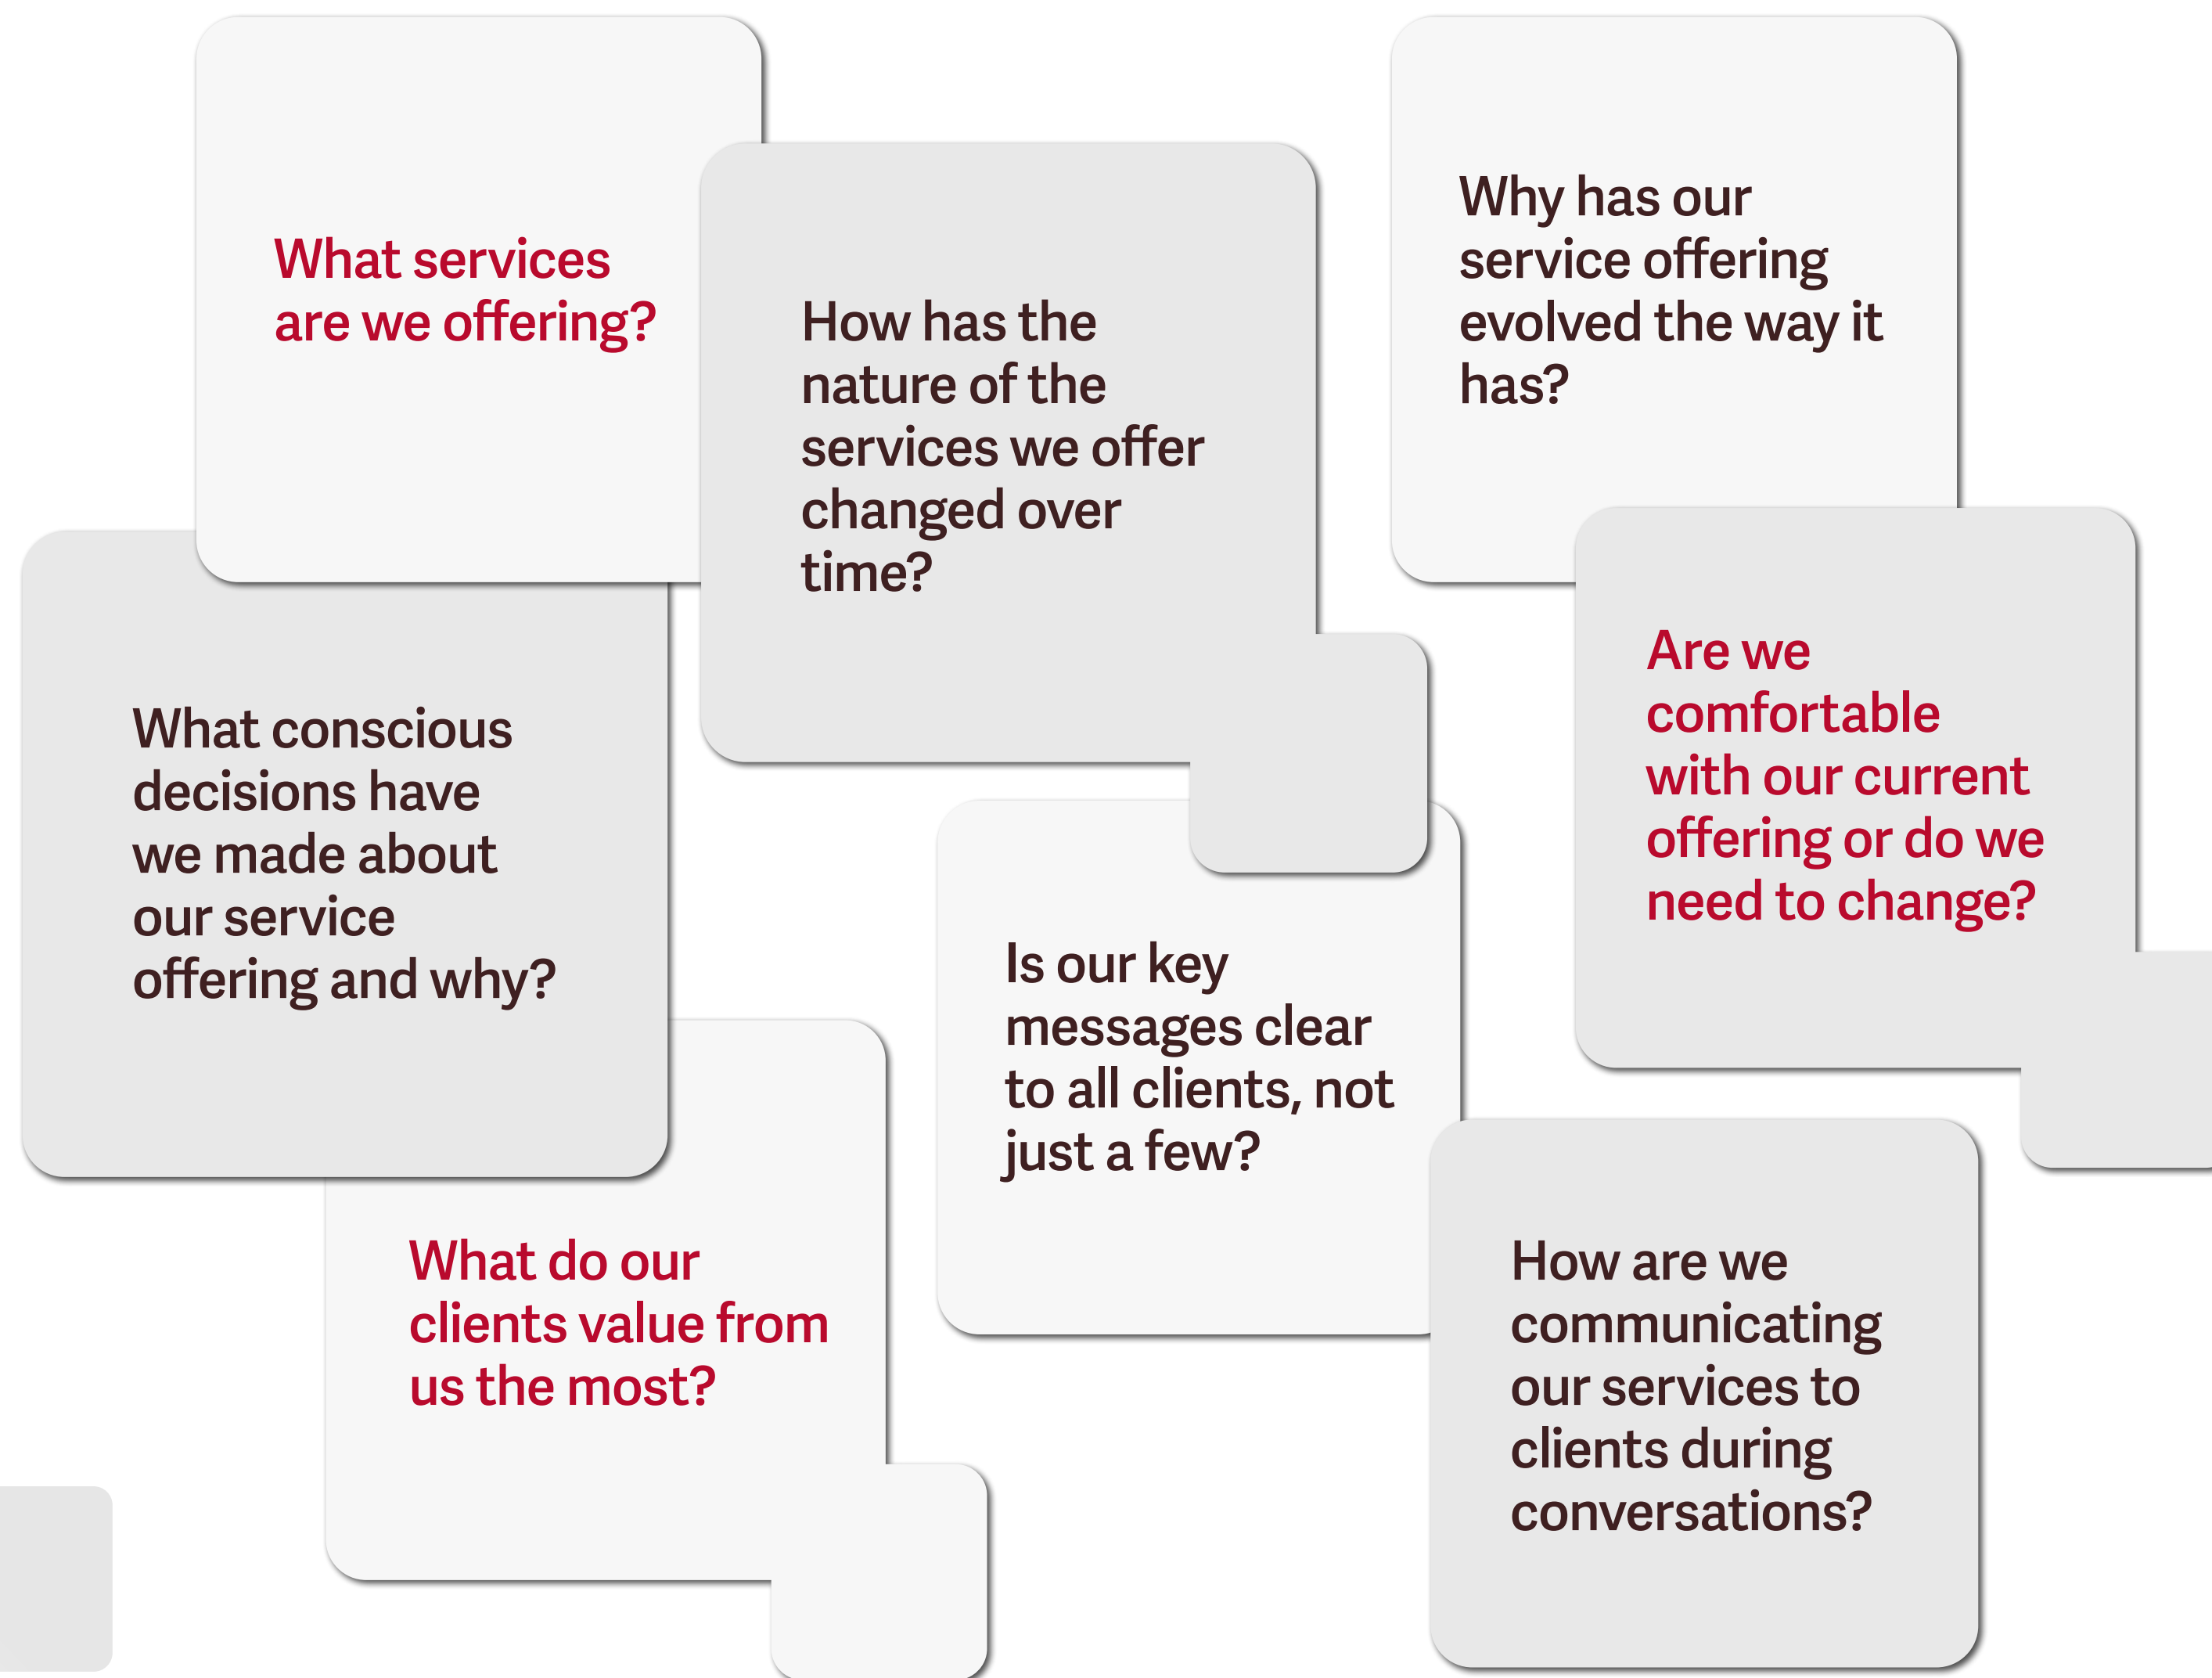 What services
are we offering?
How has the
nature of the
services we offer
changed over
time?
Why has our
service offering
evolved the way it
has?
What conscious
decisions have
we made about
our service
offering and why?
Are we
comfortable
with our current
offering or do we
need to change?
Is our key
messages clear
to all clients, not
just a few?
What do our
clients value from
us the most?
How are we
communicating
our services to
clients during
conversations?